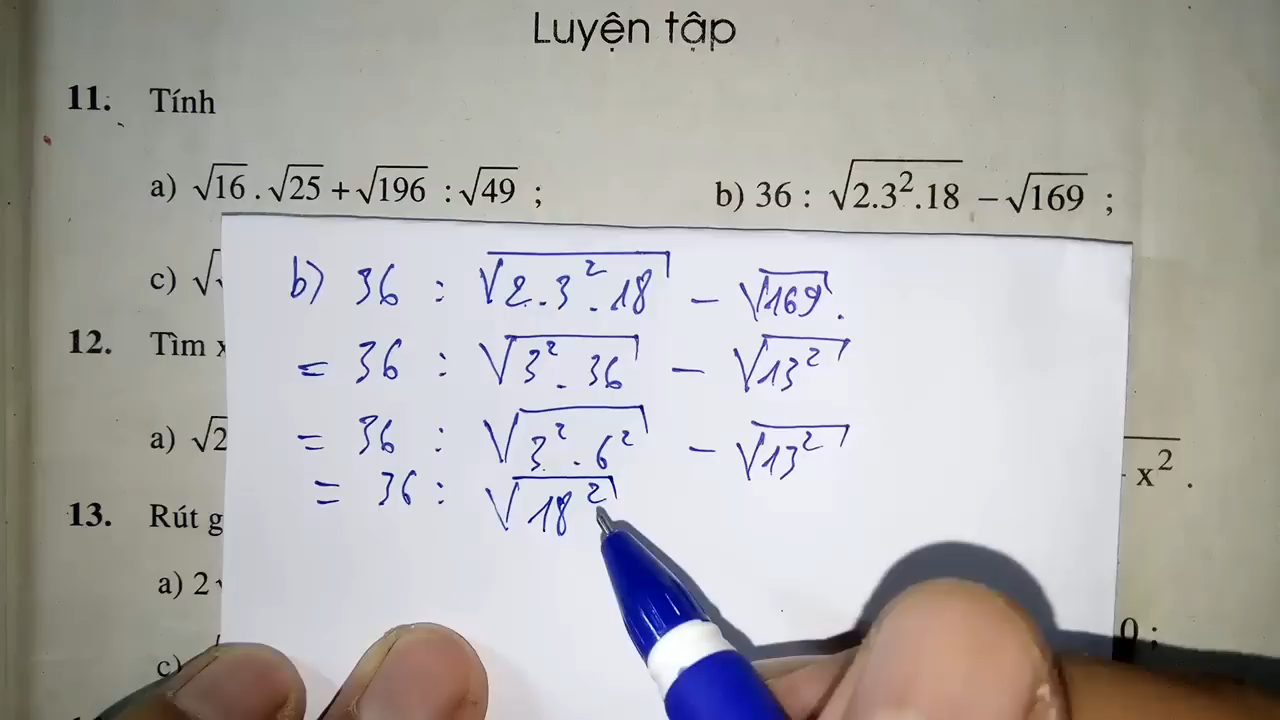 Luyện tập
11. Tính
a) √16 . √25 + √196 : √49 ; b) 36 : √2.3².18 − √169 ;
c) √
b) 36 : √2.3².18 − √169.
= 36 : √3².36 − √13²
= 36 : √3².6² − √13²
= 36 : √18²
12. Tìm x
a) √2
x² .
13. Rút g
a) 2
0 ;
c)